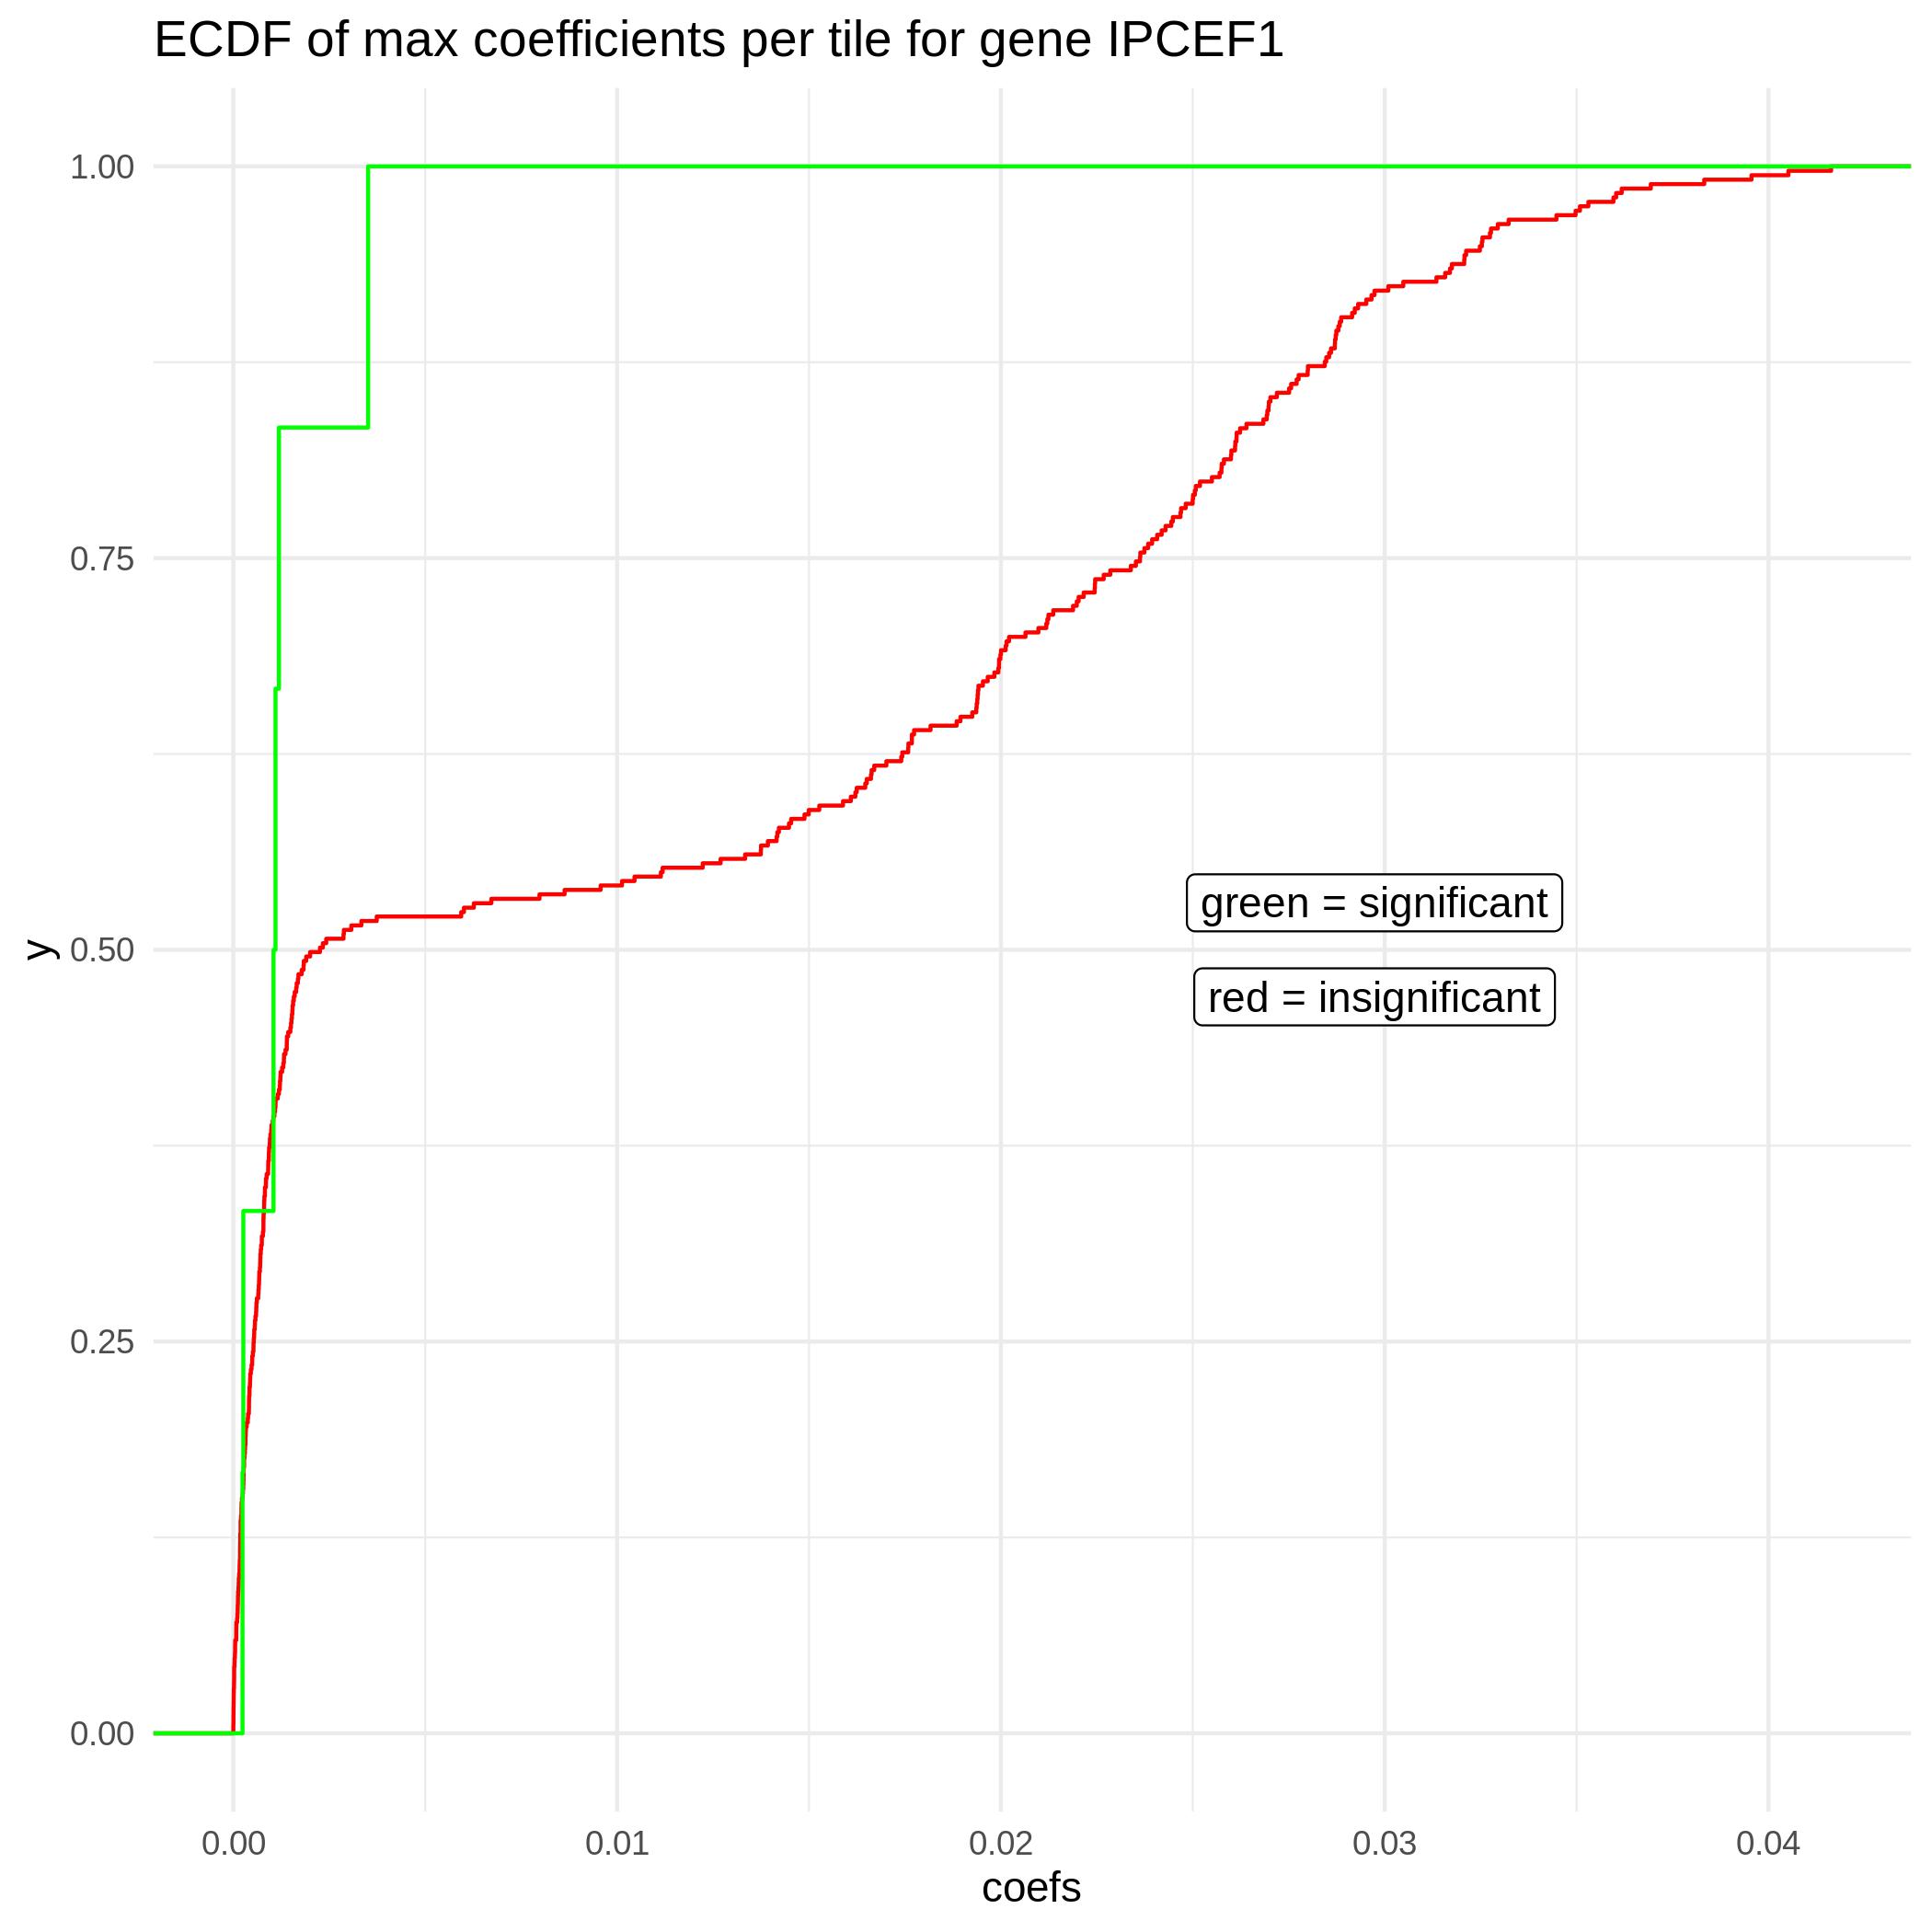 ECDF of max coefficients per tile for gene IPCEF1
1.00
0.75
0.50
0.25
0.00
y
green = significant
red = insignificant
0.00 0.01 0.02 0.03 0.04
coefs